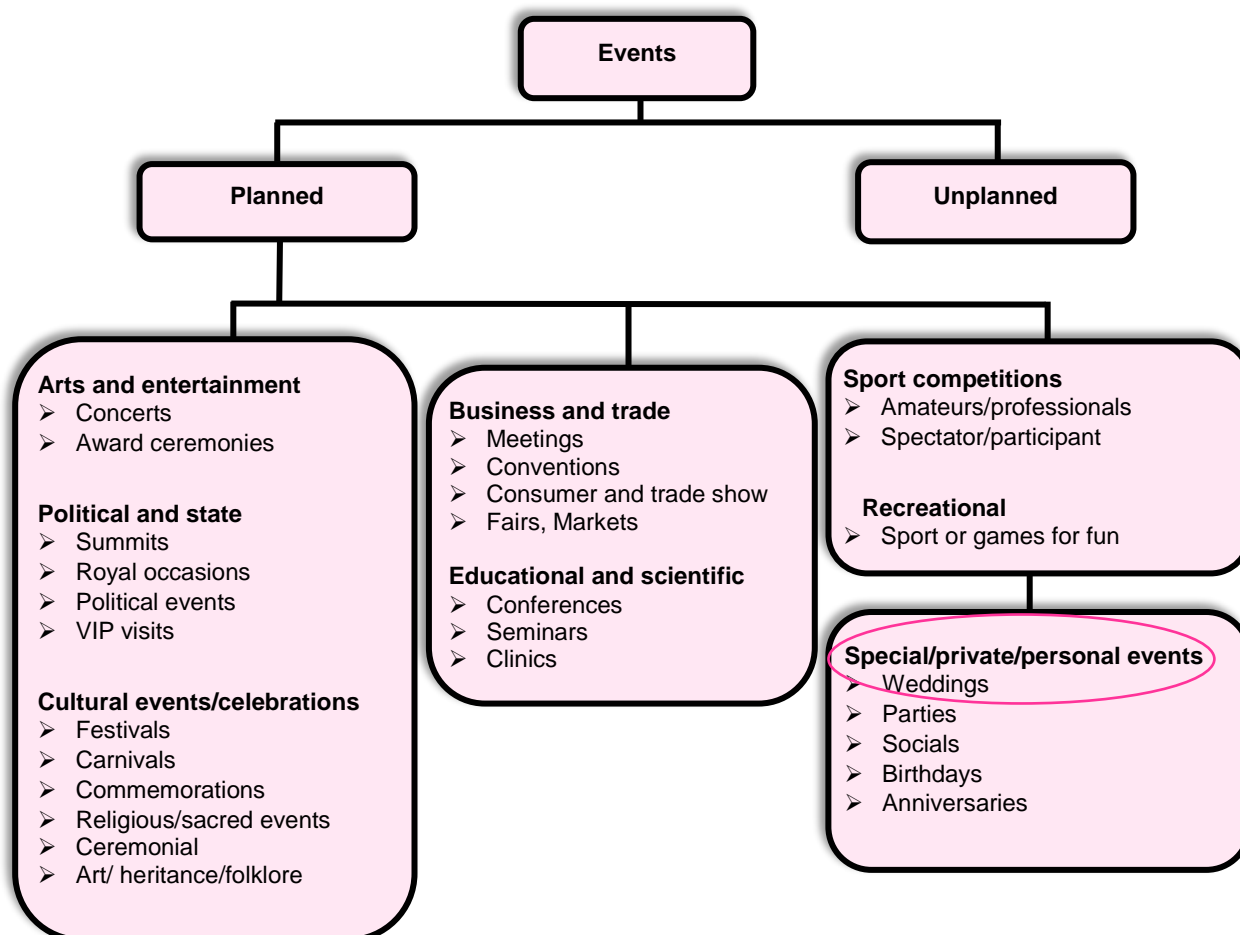 Events
Planned
Unplanned
Arts and entertainment
➢ Concerts
➢ Award ceremonies
Political and state
➢ Summits
➢ Royal occasions
➢ Political events
➢ VIP visits
Cultural events/celebrations
➢ Festivals
➢ Carnivals
➢ Commemorations
➢ Religious/sacred events
➢ Ceremonial
➢ Art/ heritance/folklore
Business and trade
➢ Meetings
➢ Conventions
➢ Consumer and trade show
➢ Fairs, Markets
Educational and scientific
➢ Conferences
➢ Seminars
➢ Clinics
Sport competitions
➢ Amateurs/professionals
➢ Spectator/participant
Recreational
➢ Sport or games for fun
Special/private/personal events
➢ Weddings
➢ Parties
➢ Socials
➢ Birthdays
➢ Anniversaries